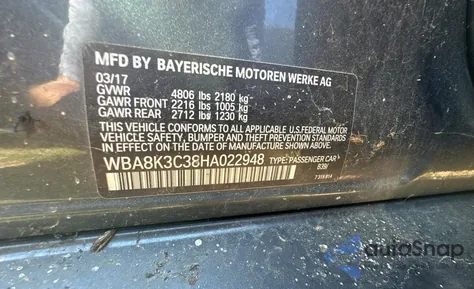 MFD BY BAYERISCHE MOTOREN WERKE AG
03/17
GVWR 4806 lbs 2180 kg
GAWR FRONT 2216 lbs 1005 kg
GAWR REAR 2712 lbs 1230 kg
THIS VEHICLE CONFORMS TO ALL APPLICABLE U.S. FEDERAL MOTOR
VEHICLE SAFETY, BUMPER AND THEFT PREVENTION STANDARDS
IN EFFECT ON THE DATE OF MANUFACTURE SHOWN ABOVE
WBA8K3C38HA022948 TYPE: PASSENGER CAR
autoSnap